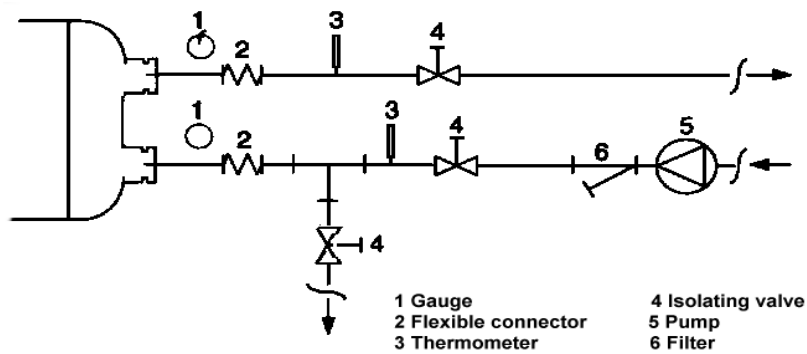 1
2
3
4
1
2
3
4
6
5
4
1 Gauge
2 Flexible connector
3 Thermometer
4 Isolating valve
5 Pump
6 Filter